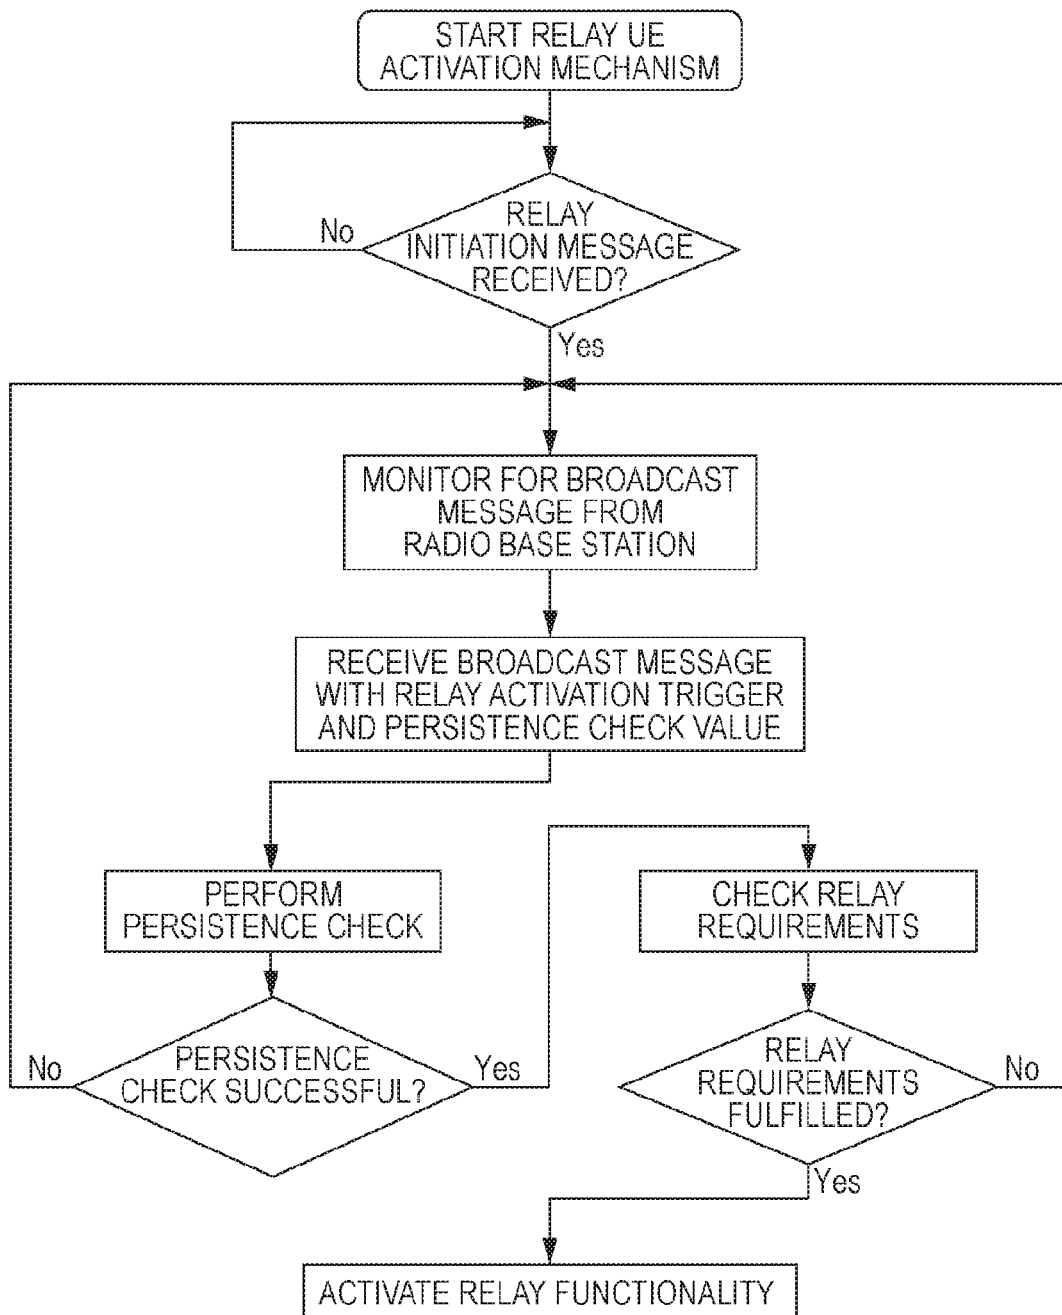 START RELAY UE
ACTIVATION MECHANISM
RELAY
INITIATION MESSAGE
RECEIVED?
No
Yes
MONITOR FOR BROADCAST
MESSAGE FROM
RADIO BASE STATION
RECEIVE BROADCAST MESSAGE
WITH RELAY ACTIVATION TRIGGER
AND PERSISTENCE CHECK VALUE
PERFORM
PERSISTENCE CHECK
CHECK RELAY
REQUIREMENTS
No
PERSISTENCE
CHECK SUCCESSFUL?
Yes
RELAY
REQUIREMENTS
FULFILLED?
No
Yes
ACTIVATE RELAY FUNCTIONALITY